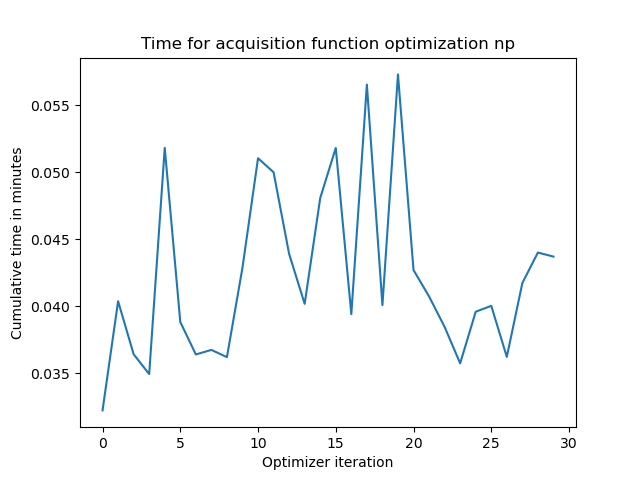 Time for acquisition function optimization np
Cumulative time in minutes
0.055
0.050
0.045
0.040
0.035
0 5 10 15 20 25 30
Optimizer iteration